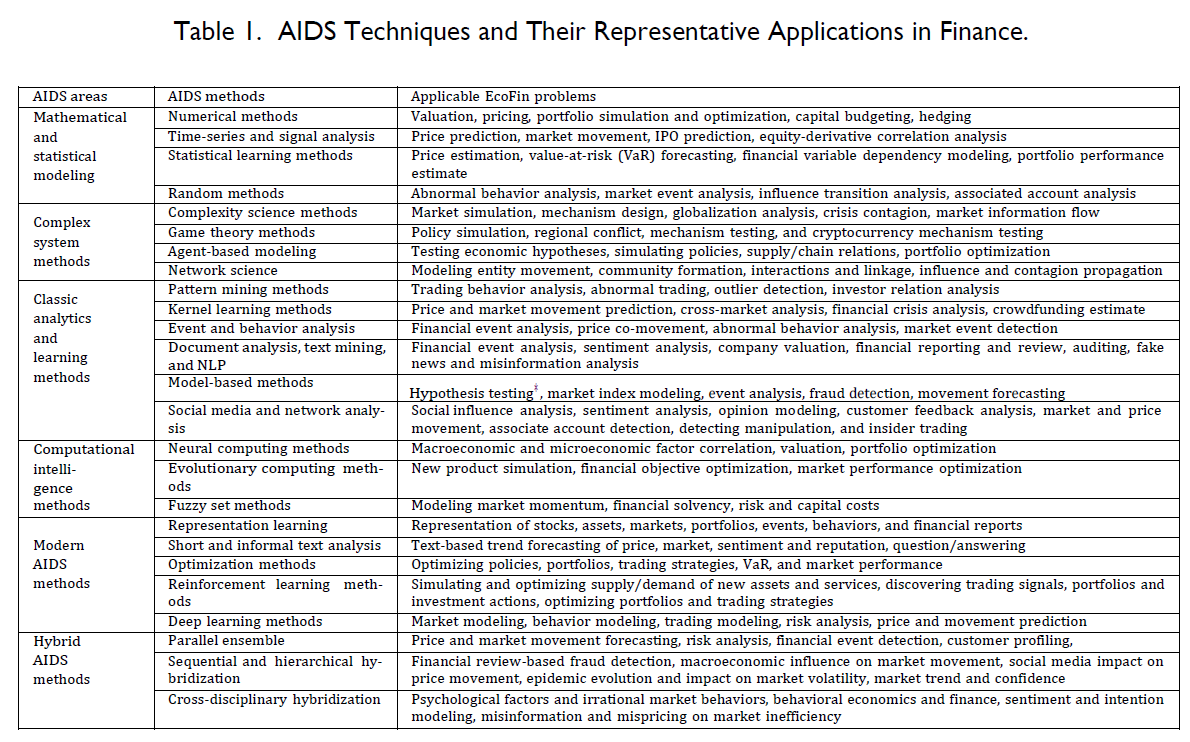 Table 1. AIDS Techniques and Their Representative Applications in Finance.
AIDS areas AIDS methods Applicable EcoFin problems
Mathematical and statistical modeling
Numerical methods Valuation, pricing, portfolio simulation and optimization, capital budgeting, hedging
Time-series and signal analysis Price prediction, market movement, IPO prediction, equity-derivative correlation analysis
Statistical learning methods Price estimation, value-at-risk (VaR) forecasting, financial variable dependency modeling, portfolio performance
estimate
Random methods Abnormal behavior analysis, market event analysis, influence transition analysis, associated account analysis
Complex system methods
Complexity science methods Market simulation, mechanism design, globalization analysis, crisis contagion, market information flow
Game theory methods Policy simulation, regional conflict, mechanism testing, and cryptocurrency mechanism testing
Agent-based modeling Testing economic hypotheses, simulating policies, supply/chain relations, portfolio optimization
Network science Modeling entity movement, community formation, interactions and linkage, influence and contagion propagation
Classic analytics and learning methods
Pattern mining methods Trading behavior analysis, abnormal trading, outlier detection, investor relation analysis
Kernel learning methods Price and market movement prediction, cross-market analysis, financial crisis analysis, crowdfunding estimate
Event and behavior analysis Financial event analysis, price co-movement, abnormal behavior analysis, market event detection
Document analysis, text mining,
and NLP
Financial event analysis, sentiment analysis, company valuation, financial reporting and review, auditing, fake
news and misinformation analysis
Model-based methods Hypothesis testing*, market index modeling, event analysis, fraud detection, movement forecasting
Social media and network analy-
sis
Social influence analysis, sentiment analysis, opinion modeling, customer feedback analysis, market and price
movement, associate account detection, detecting manipulation, and insider trading
Computational intelli-
gence methods
Neural computing methods Macroeconomic and microeconomic factor correlation, valuation, portfolio optimization
Evolutionary computing meth-
ods
New product simulation, financial objective optimization, market performance optimization
Fuzzy set methods Modeling market momentum, financial solvency, risk and capital costs
Modern AIDS methods
Representation learning Representation of stocks, assets, markets, portfolios, events, behaviors, and financial reports
Short and informal text analysis Text-based trend forecasting of price, market, sentiment and reputation, question/answering
Optimization methods Optimizing policies, portfolios, trading strategies, VaR, and market performance
Reinforcement learning meth-
ods
Simulating and optimizing supply/demand of new assets and services, discovering trading signals, portfolios and
investment actions, optimizing portfolios and trading strategies
Deep learning methods Market modeling, behavior modeling, trading modeling, risk analysis, price and movement prediction
Hybrid AIDS methods
Parallel ensemble Price and market movement forecasting, risk analysis, financial event detection, customer profiling,
Sequential and hierarchical hy-
bridization
Financial review-based fraud detection, macroeconomic influence on market movement, social media impact on
price movement, epidemic evolution and impact on market volatility, market trend and confidence
Cross-disciplinary hybridization Psychological factors and irrational market behaviors, behavioral economics and finance, sentiment and intention
modeling, misinformation and mispricing on market inefficiency